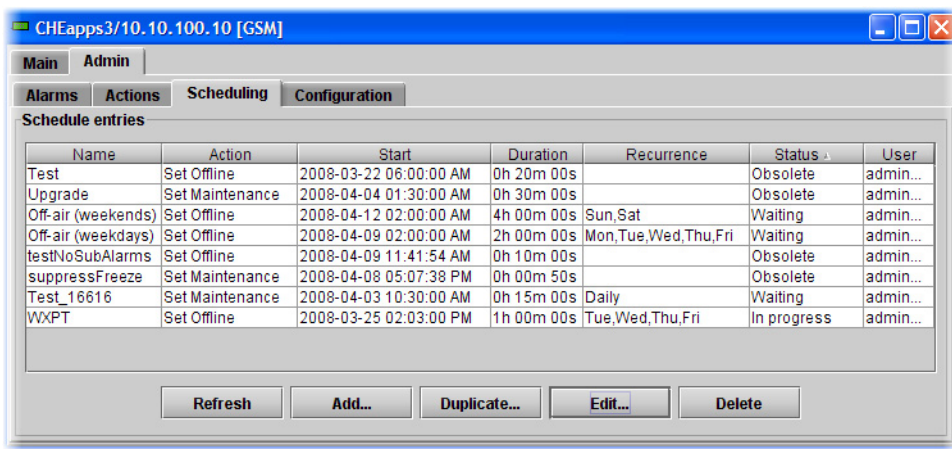 CHEapps3/10.10.100.10 [GSM]
Main Admin
Alarms Actions Scheduling Configuration
Schedule entries
Name Action Start Duration Recurrence Status User
Test Set Offline 2008-03-22 06:00:00 AM 0h 20m 00s Obsolete admin...
Upgrade Set Maintenance 2008-04-04 01:30:00 AM 0h 30m 00s Obsolete admin...
Off-air (weekends) Set Offline 2008-04-12 02:00:00 AM 4h 00m 00s Sun,Sat Waiting admin...
Off-air (weekdays) Set Offline 2008-04-09 02:00:00 AM 2h 00m 00s Mon,Tue,Wed,Thu,Fri Waiting admin...
testNoSubAlarms Set Offline 2008-04-09 11:41:54 AM 0h 10m 00s Obsolete admin...
suppressFreeze Set Maintenance 2008-04-08 05:07:38 PM 0h 00m 50s Obsolete admin...
Test_16616 Set Maintenance 2008-04-03 10:30:00 AM 0h 15m 00s Daily Waiting admin...
WXPT Set Offline 2008-03-25 02:03:00 PM 1h 00m 00s Tue,Wed,Thu,Fri In progress admin...
Refresh Add... Duplicate... Edit... Delete